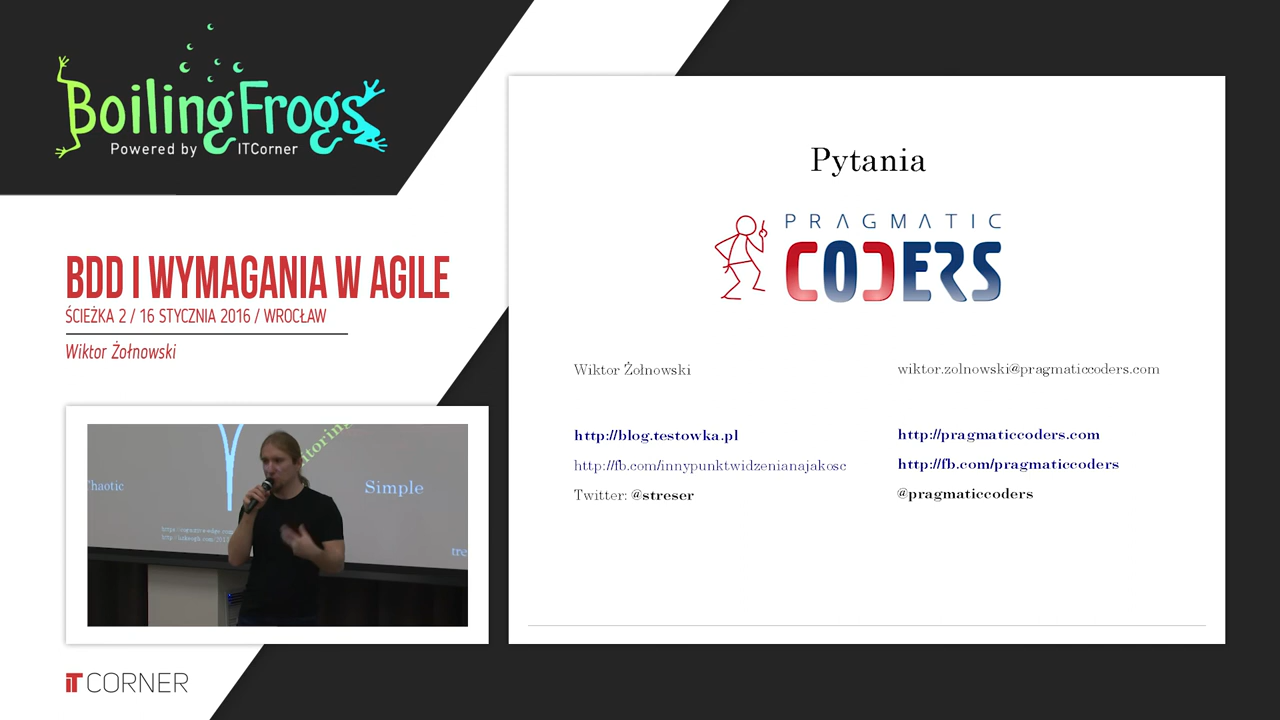 BoilingFrogs
Powered by ITCorner
BDD I WYMAGANIA W AGILE
ŚCIEŻKA 2 / 16 STYCZNIA 2016 / WROCŁAW
Wiktor Żołnowski
itoring
Chaotic
Simple
tre
iT CORNER
Pytania
PRAGMATIC
CODERS
Wiktor Żołnowski
wiktor.zolnowski@pragmaticcoders.com
http://blog.testowka.pl
http://pragmaticcoders.com
http://fb.com/innypunktwidzenianajakosc
http://fb.com/pragmaticcoders
Twitter: @streser
@pragmaticcoders